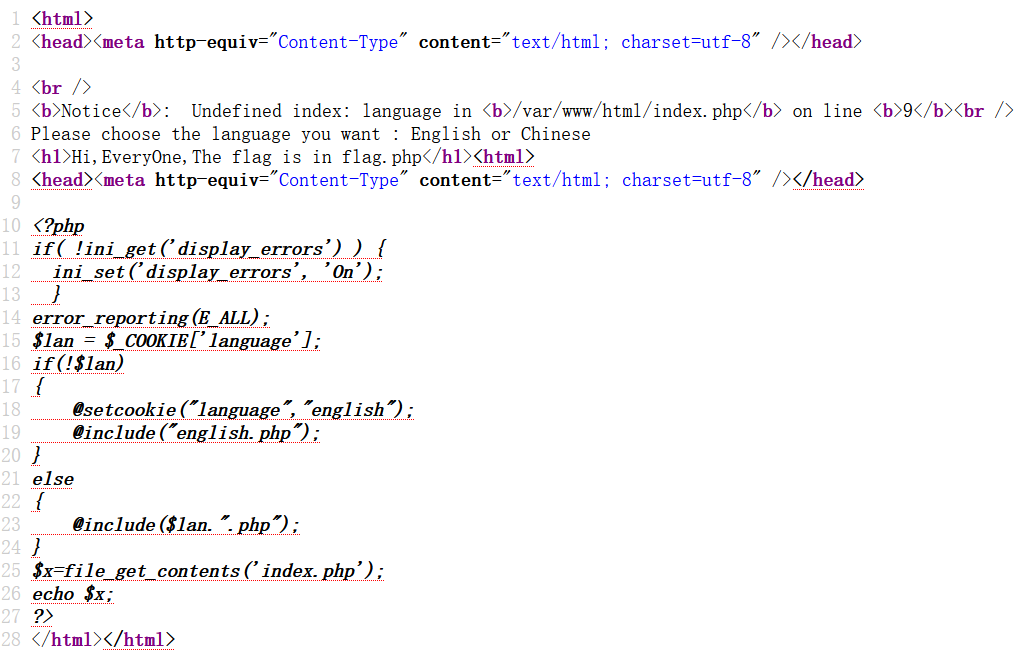 1 <html>
2 <head><meta http-equiv="Content-Type" content="text/html; charset=utf-8" /></head>
3
4 <br />
5 <b>Notice</b>:  Undefined index: language in <b>/var/www/html/index.php</b> on line <b>9</b><br />
6 Please choose the language you want : English or Chinese
7 <h1>Hi,EveryOne,The flag is in flag.php</h1><html>
8 <head><meta http-equiv="Content-Type" content="text/html; charset=utf-8" /></head>
9
10 <?php
11 if( !ini_get('display_errors') ) {
12   ini_set('display_errors', 'On');
13   }
14 error_reporting(E_ALL);
15 $lan = $_COOKIE['language'];
16 if(!$lan)
17 {
18     @setcookie("language","english");
19     @include("english.php");
20 }
21 else
22 {
23     @include($lan.".php");
24 }
25 $x=file_get_contents('index.php');
26 echo $x;
27 ?>
28 </html></html>